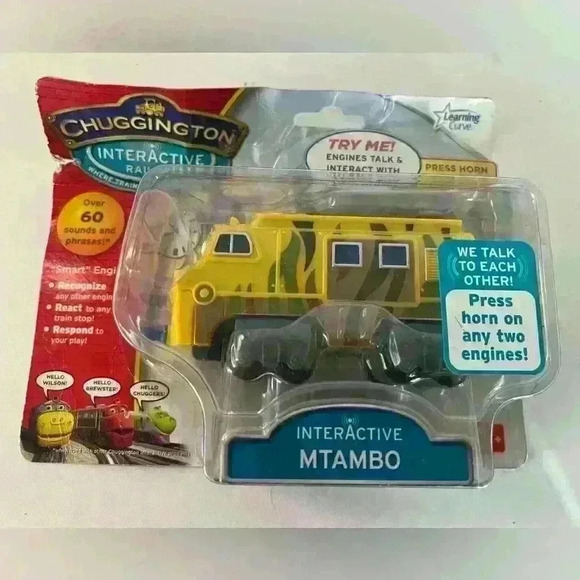 CHUGGINGTON
INTERACTIVE
Learning
Curve
TRY ME!
ENGINES TALK &
INTERACT WITH
PRESS HORN
Over
60
sounds and
phrases!*
"Smart" Engi
• Recognize
any other engin
• React to any
train stop!
• Respond to
your play!
WE TALK
TO EACH
OTHER!
Press
horn on
any two
engines!
HELLO
WILSON!
HELLO
BREWSTER!
HELLO
CHUGGERS!
INTERACTIVE
MTAMBO